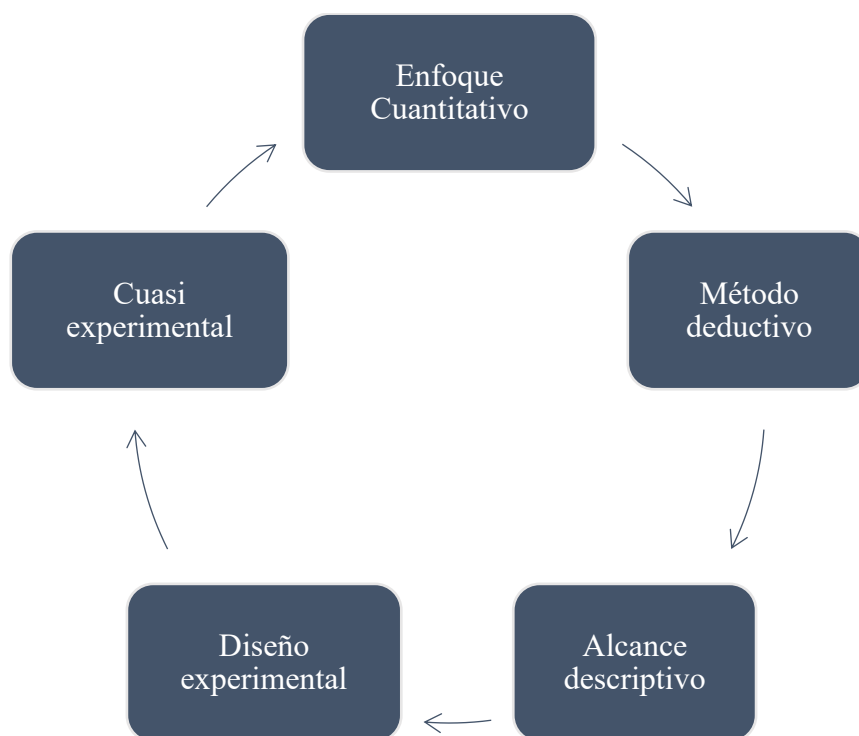 Enfoque
Cuantitativo
Método
deductivo
Alcance
descriptivo
Diseño
experimental
Cuasi
experimental